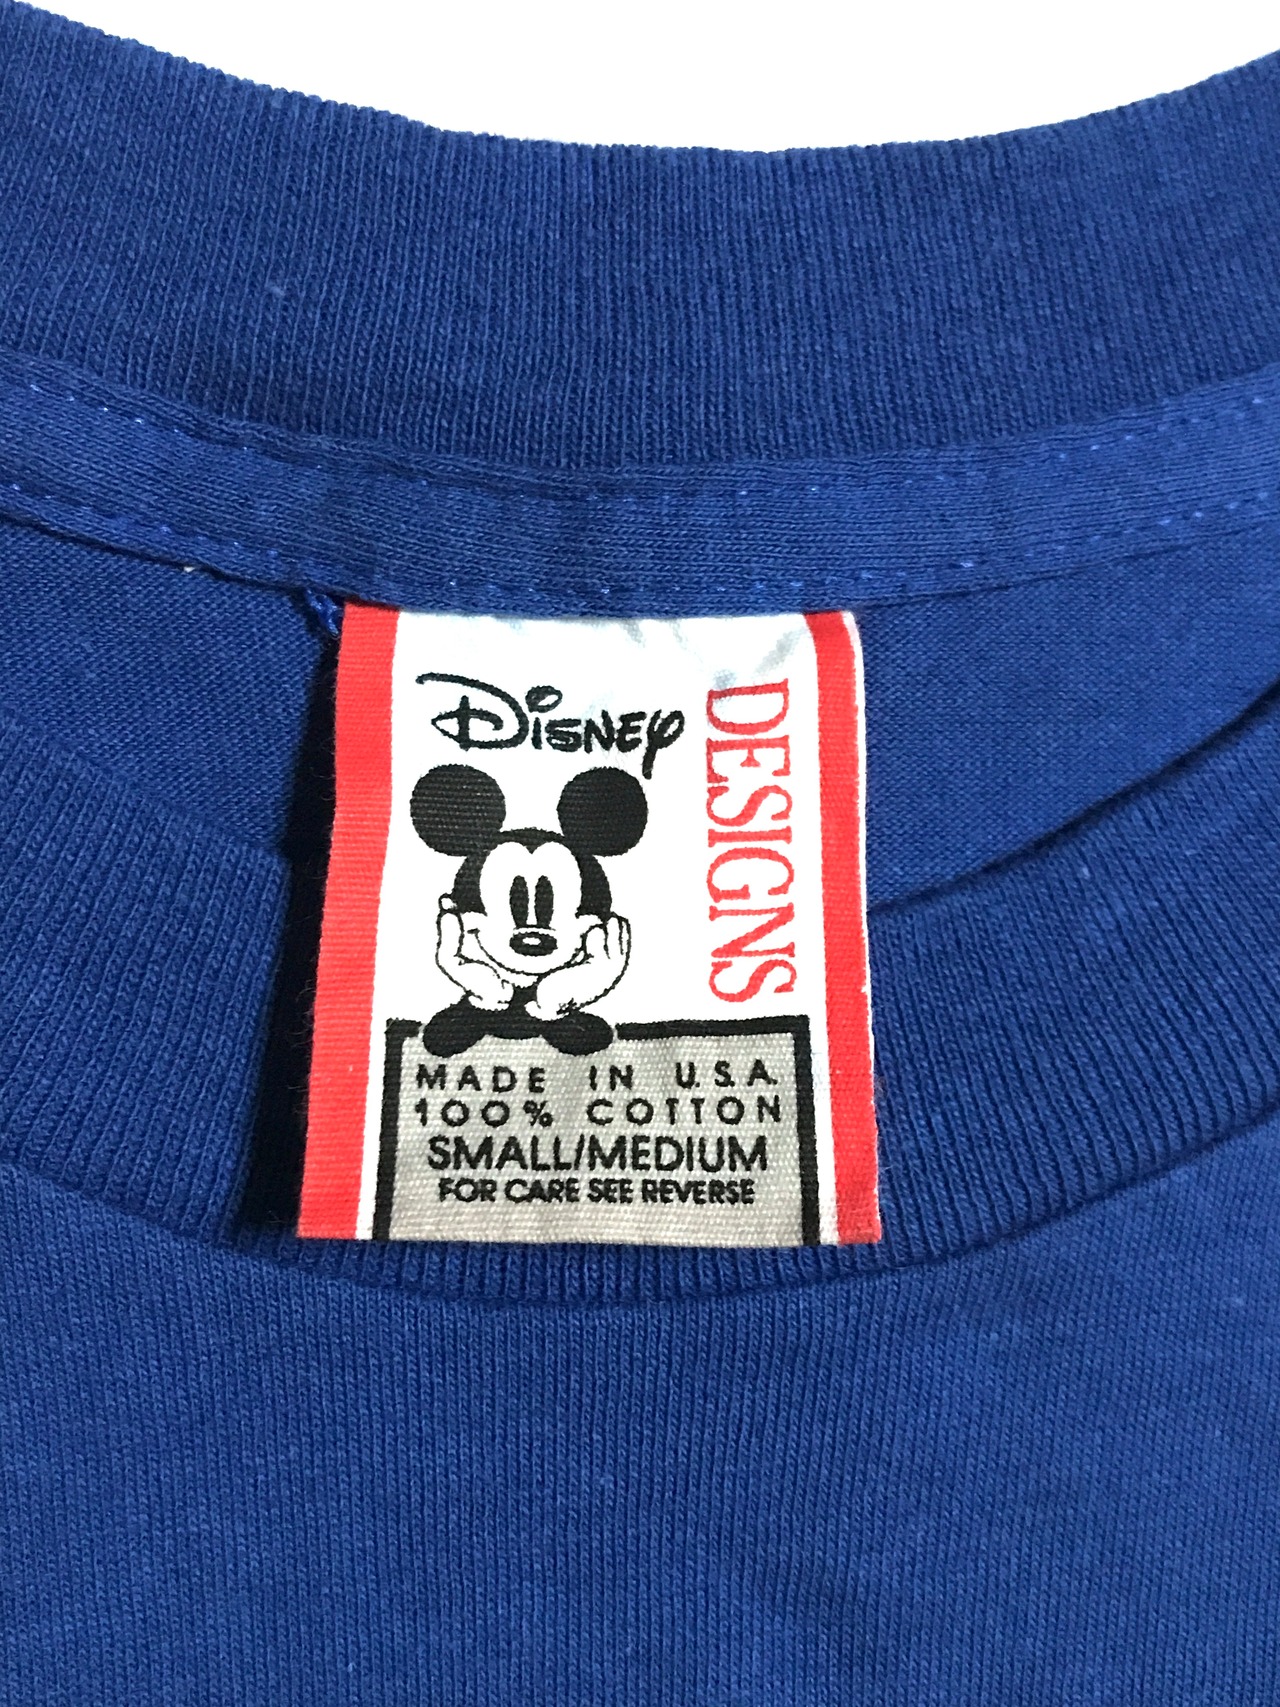 Disney
DESIGNS
MADE IN U.S.A.
100% COTTON
SMALL/MEDIUM
FOR CARE SEE REVERSE